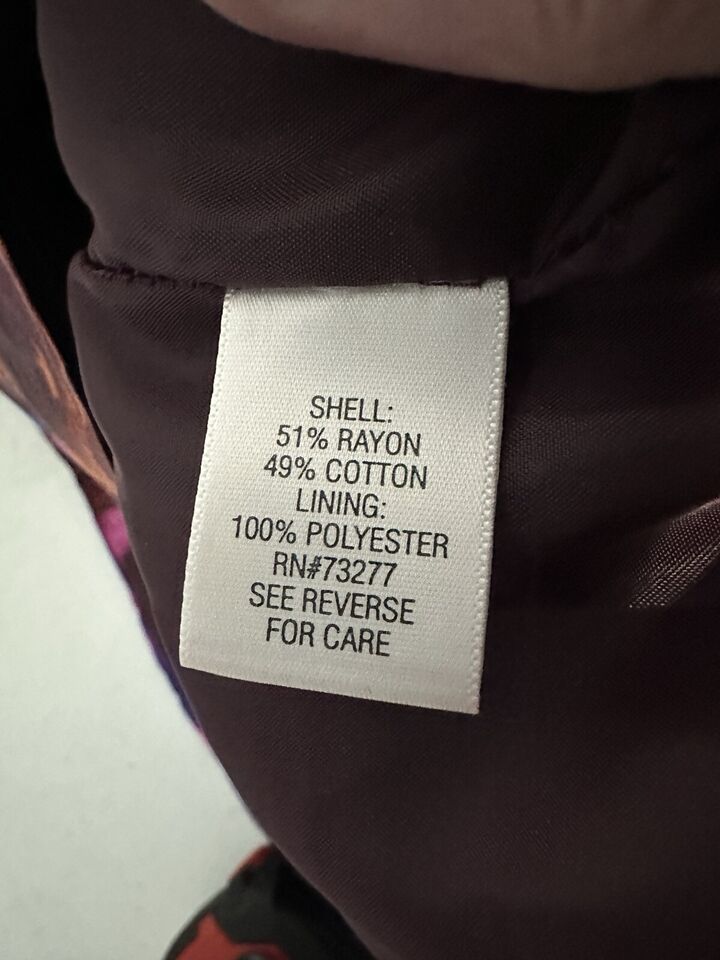 SHELL:
51% RAYON
49% COTTON
LINING:
100% POLYESTER
RN#73277
SEE REVERSE
FOR CARE